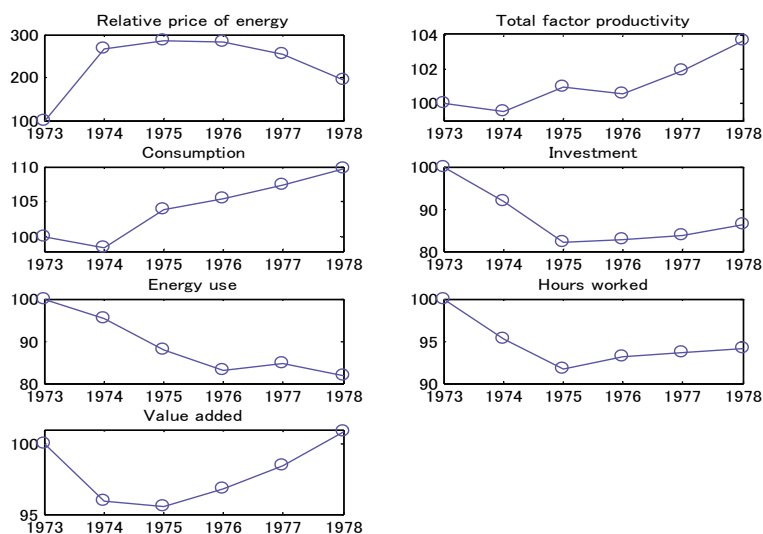 Relative price of energy
300
200
100
1973 1974 1975 1976 1977 1978
Total factor productivity
104
102
100
1973 1974 1975 1976 1977 1978
Consumption
110
105
100
1973 1974 1975 1976 1977 1978
Investment
100
90
80
1973 1974 1975 1976 1977 1978
Energy use
100
90
80
1973 1974 1975 1976 1977 1978
Hours worked
100
95
90
1973 1974 1975 1976 1977 1978
Value added
100
95
1973 1974 1975 1976 1977 1978